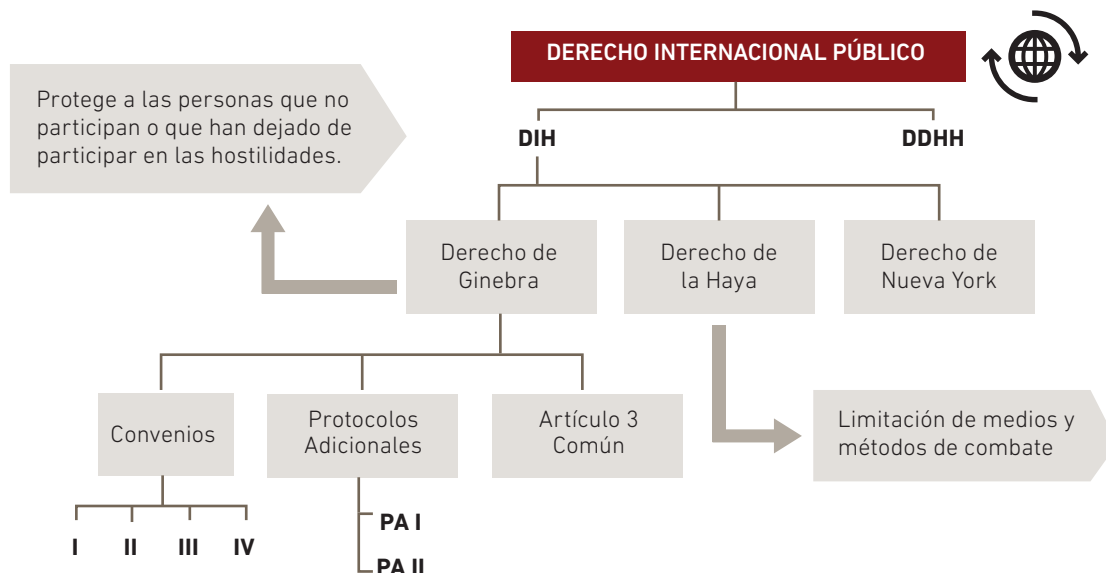 DERECHO INTERNACIONAL PÚBLICO
Protege a las personas que no
participan o que han dejado de
participar en las hostilidades.
DIH
DDHH
Derecho de
Ginebra
Derecho de
la Haya
Derecho de
Nueva York
Convenios
Protocolos
Adicionales
Artículo 3
Común
Limitación de medios y
métodos de combate
I
II
III
IV
PA I
PA II